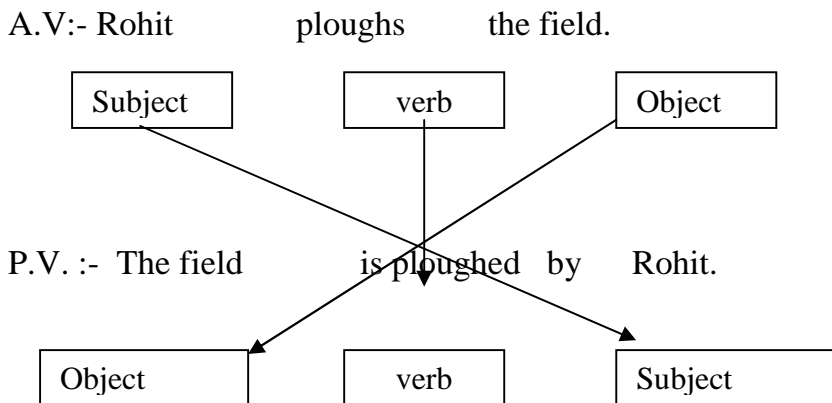 A.V:- Rohit ploughs the field.
Subject verb Object
P.V. :- The field is ploughed by Rohit.
Object verb Subject